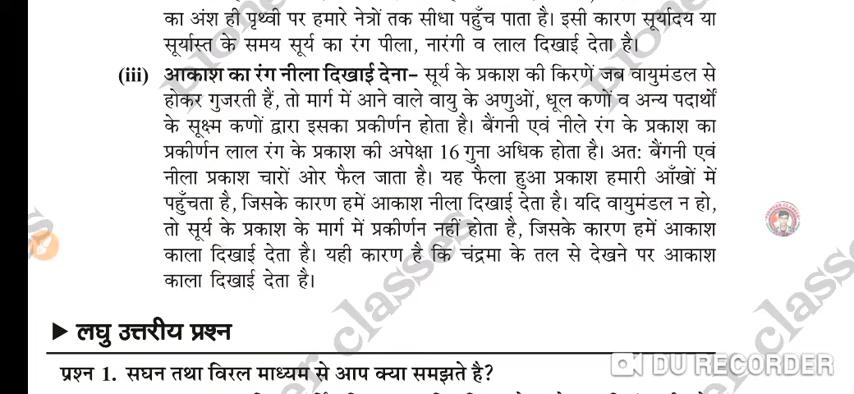 का अंश ही पृथ्वी पर हमारे नेत्रों तक सीधा पहुँच पाता है। इसी कारण सूर्योदय या
सूर्यास्त के समय सूर्य का रंग पीला, नारंगी व लाल दिखाई देता है।
(iii) आकाश का रंग नीला दिखाई देना– सूर्य के प्रकाश की किरणें जब वायुमंडल से
होकर गुजरती हैं, तो मार्ग में आने वाले वायु के अणुओं, धूल कणों व अन्य पदार्थों
के सूक्ष्म कणों द्वारा इसका प्रकीर्णन होता है। बैंगनी एवं नीले रंग के प्रकाश का
प्रकीर्णन लाल रंग के प्रकाश की अपेक्षा 16 गुना अधिक होता है। अत: बैंगनी एवं
नीला प्रकाश चारों ओर फैल जाता है। यह फैला हुआ प्रकाश हमारी आँखों में
पहुँचता है, जिसके कारण हमें आकाश नीला दिखाई देता है। यदि वायुमंडल न हो,
तो सूर्य के प्रकाश के मार्ग में प्रकीर्णन नहीं होता है, जिसके कारण हमें आकाश
काला दिखाई देता है। यही कारण है कि चंद्रमा के तल से देखने पर आकाश
काला दिखाई देता है।
▶ लघु उत्तरीय प्रश्न
प्रश्न 1. सघन तथा विरल माध्यम से आप क्या समझते है?
DU RECORDER